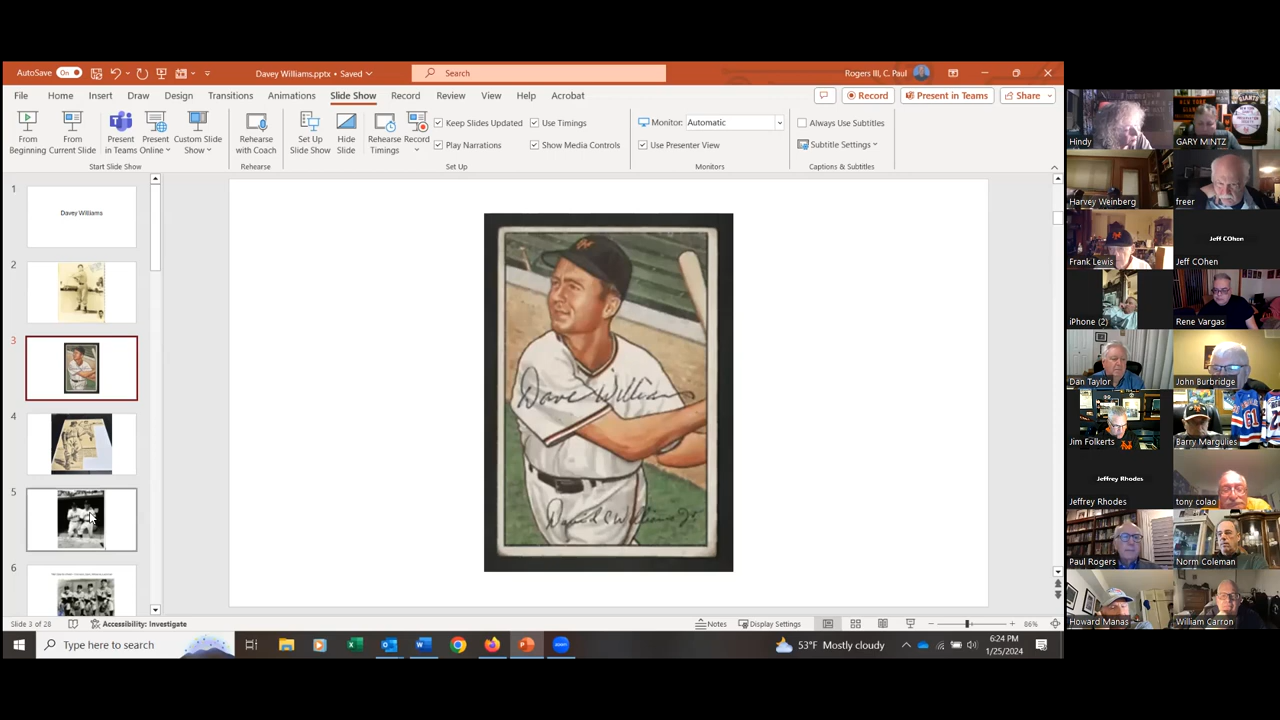 AutoSave On
Davey Williams.pptx • Saved
Search
Rogers III, C. Paul
File Home Insert Draw Design Transitions Animations Slide Show Record Review View Help Acrobat
Record
Present in Teams
Share
From Beginning
From Current Slide
Present in Teams
Present Online
Custom Slide Show
Start Slide Show
Rehearse with Coach
Rehearse
Set Up Slide Show
Hide Slide
Rehearse Timings
Record
Keep Slides Updated
Play Narrations
Use Timings
Show Media Controls
Set Up
Monitor: Automatic
Use Presenter View
Monitors
Always Use Subtitles
Subtitle Settings
Captions & Subtitles
1
Davey Williams
2
3
4
5
6
Dave Williams
David C Williams Jr.
Slide 3 of 28
Accessibility: Investigate
Notes
Display Settings
86%
Type here to search
53°F Mostly cloudy
6:24 PM
1/25/2024
Hindy
GARY MINTZ
Harvey Weinberg
freer
Frank Lewis
Jeff COhen
Jeff COhen
iPhone (2)
Rene Vargas
Dan Taylor
John Burbridge
Jim Folkerts
Barry Margulies
61
Jeffrey Rhodes
Jeffrey Rhodes
tony colao
Paul Rogers
Norm Coleman
Howard Manas
William Carron